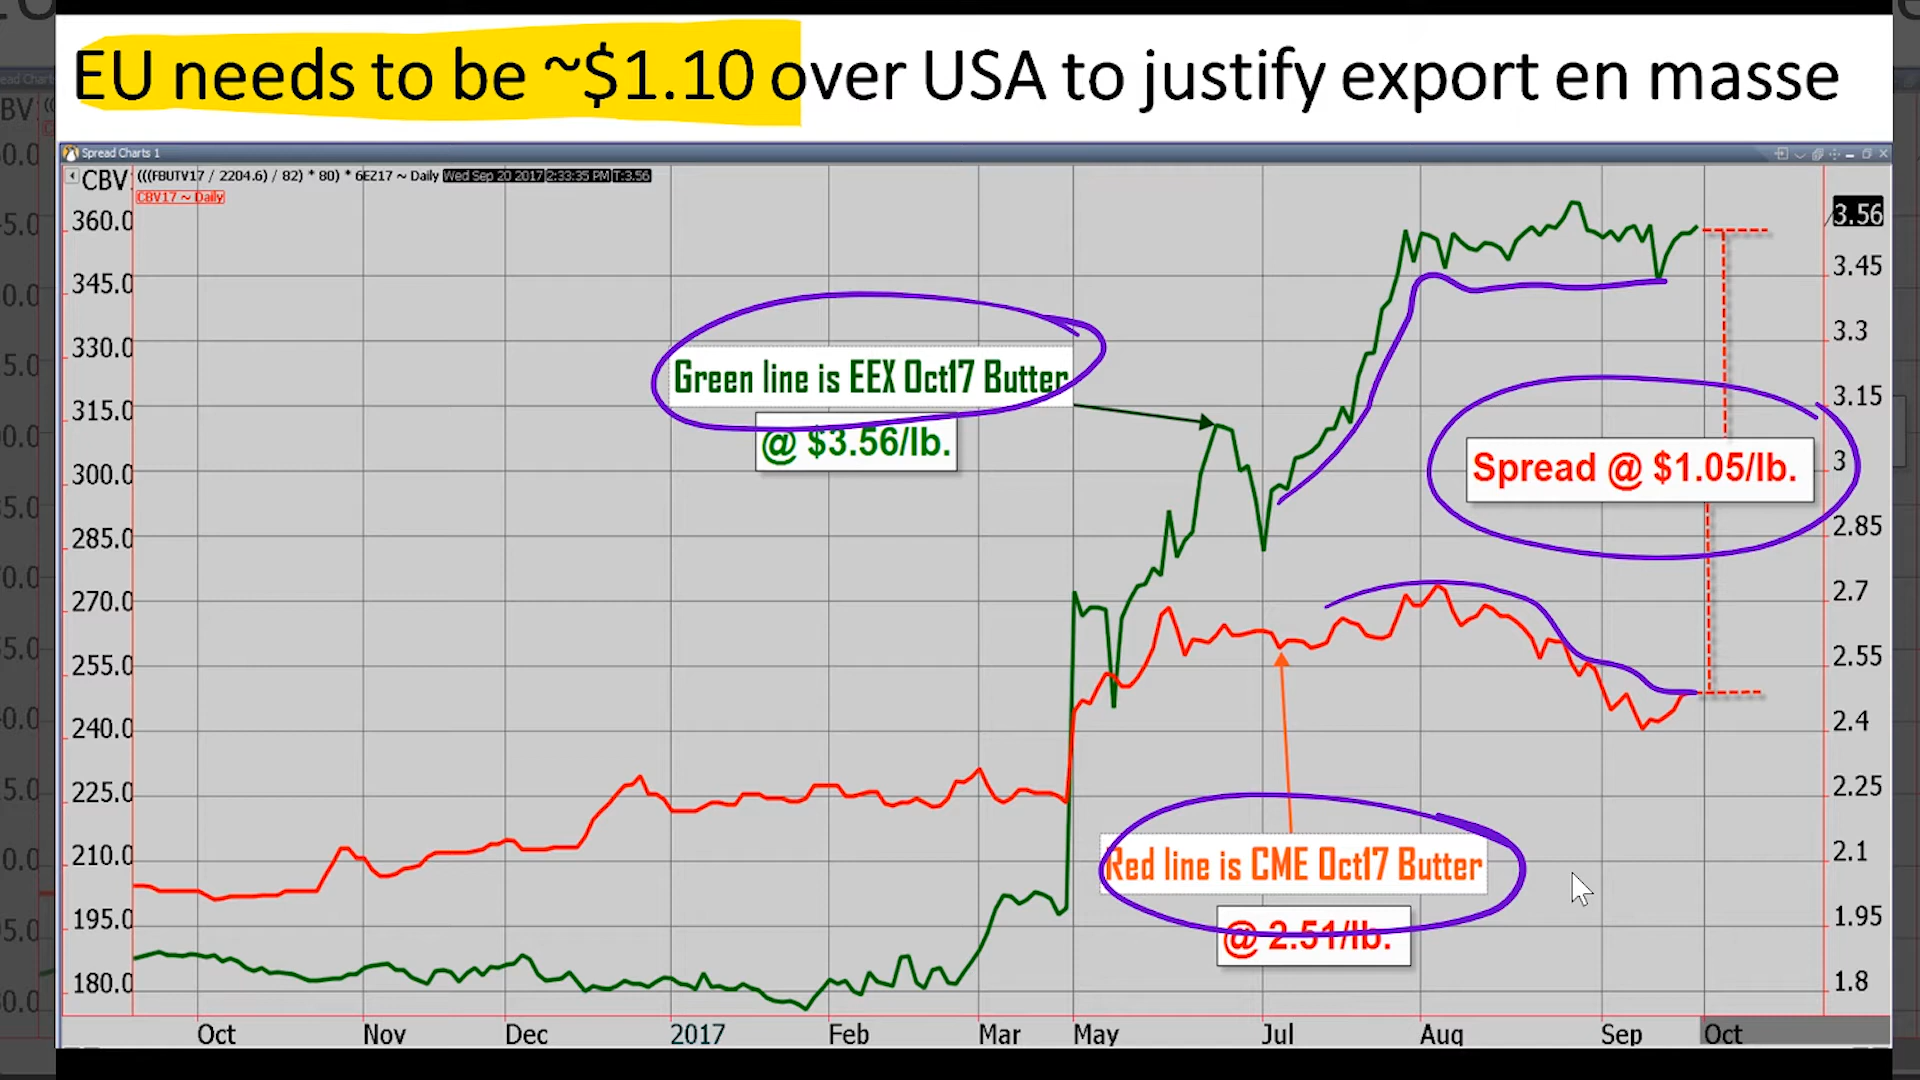 EU needs to be ~$1.10 over USA to justify export en masse
Spread Charts 1
CBV
(((FBUTV17 / 2204.6) / 82) * 80) * 6EZ17 ~ Daily Wed Sep 20 2017 2:33:35 PM T:3.56
CBV17 ~ Daily
360.0
345.0
330.0
315.0
300.0
285.0
270.0
255.0
240.0
225.0
210.0
195.0
180.0
Green line is EEX Oct17 Butter
@ $3.56/lb.
Spread @ $1.05/lb.
Red line is CME Oct17 Butter
@ 2.51/lb.
3.56
3.45
3.3
3.15
3
2.85
2.7
2.55
2.4
2.25
2.1
1.95
1.8
Oct Nov Dec 2017 Feb Mar May Jul Aug Sep Oct